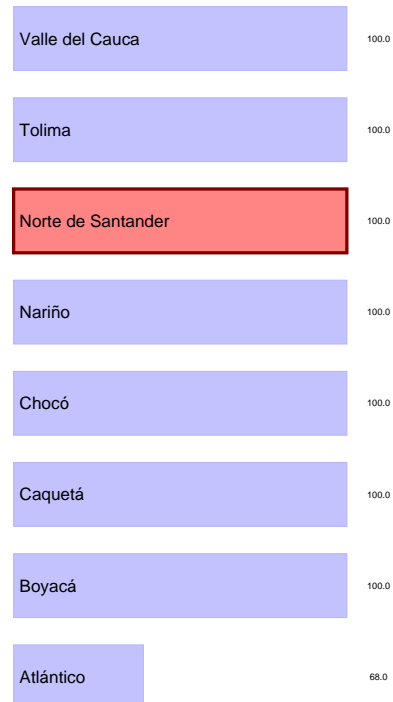 Valle del Cauca 100.0
Tolima 100.0
Norte de Santander 100.0
Nariño 100.0
Chocó 100.0
Caquetá 100.0
Boyacá 100.0
Atlántico 68.0